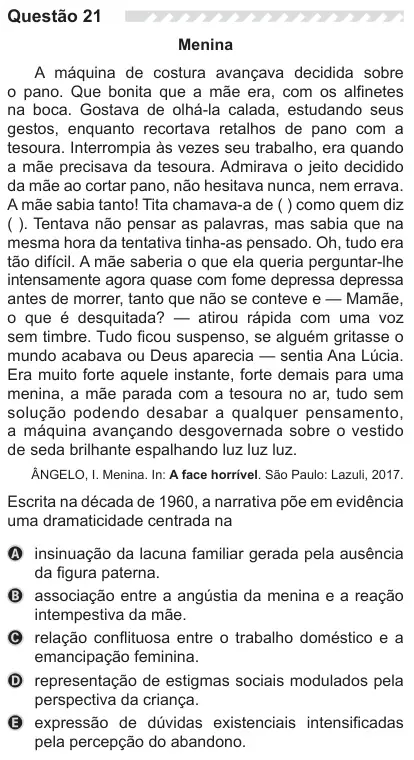 Questão 21
Menina
A máquina de costura avançava decidida sobre
o pano. Que bonita que a mãe era, com os alfinetes
na boca. Gostava de olhá-la calada, estudando seus
gestos, enquanto recortava retalhos de pano com a
tesoura. Interrompia às vezes seu trabalho, era quando
a mãe precisava da tesoura. Admirava o jeito decidido
da mãe ao cortar pano, não hesitava nunca, nem errava.
A mãe sabia tanto! Tita chamava-a de ( ) como quem diz
( ). Tentava não pensar as palavras, mas sabia que na
mesma hora da tentativa tinha-as pensado. Oh, tudo era
tão difícil. A mãe saberia o que ela queria perguntar-lhe
intensamente agora quase com fome depressa depressa
antes de morrer, tanto que não se conteve e — Mamãe,
o que é desquitada? — atirou rápida com uma voz
sem timbre. Tudo ficou suspenso, se alguém gritasse o
mundo acabava ou Deus aparecia — sentia Ana Lúcia.
Era muito forte aquele instante, forte demais para uma
menina, a mãe parada com a tesoura no ar, tudo sem
solução podendo desabar a qualquer pensamento,
a máquina avançando desgovernada sobre o vestido
de seda brilhante espalhando luz luz luz.
ÂNGELO, I. Menina. In: A face horrível. São Paulo: Lazuli, 2017.
Escrita na década de 1960, a narrativa põe em evidência
uma dramaticidade centrada na
A insinuação da lacuna familiar gerada pela ausência
da figura paterna.
B associação entre a angústia da menina e a reação
intempestiva da mãe.
C relação conflituosa entre o trabalho doméstico e a
emancipação feminina.
D representação de estigmas sociais modulados pela
perspectiva da criança.
E expressão de dúvidas existenciais intensificadas
pela percepção do abandono.